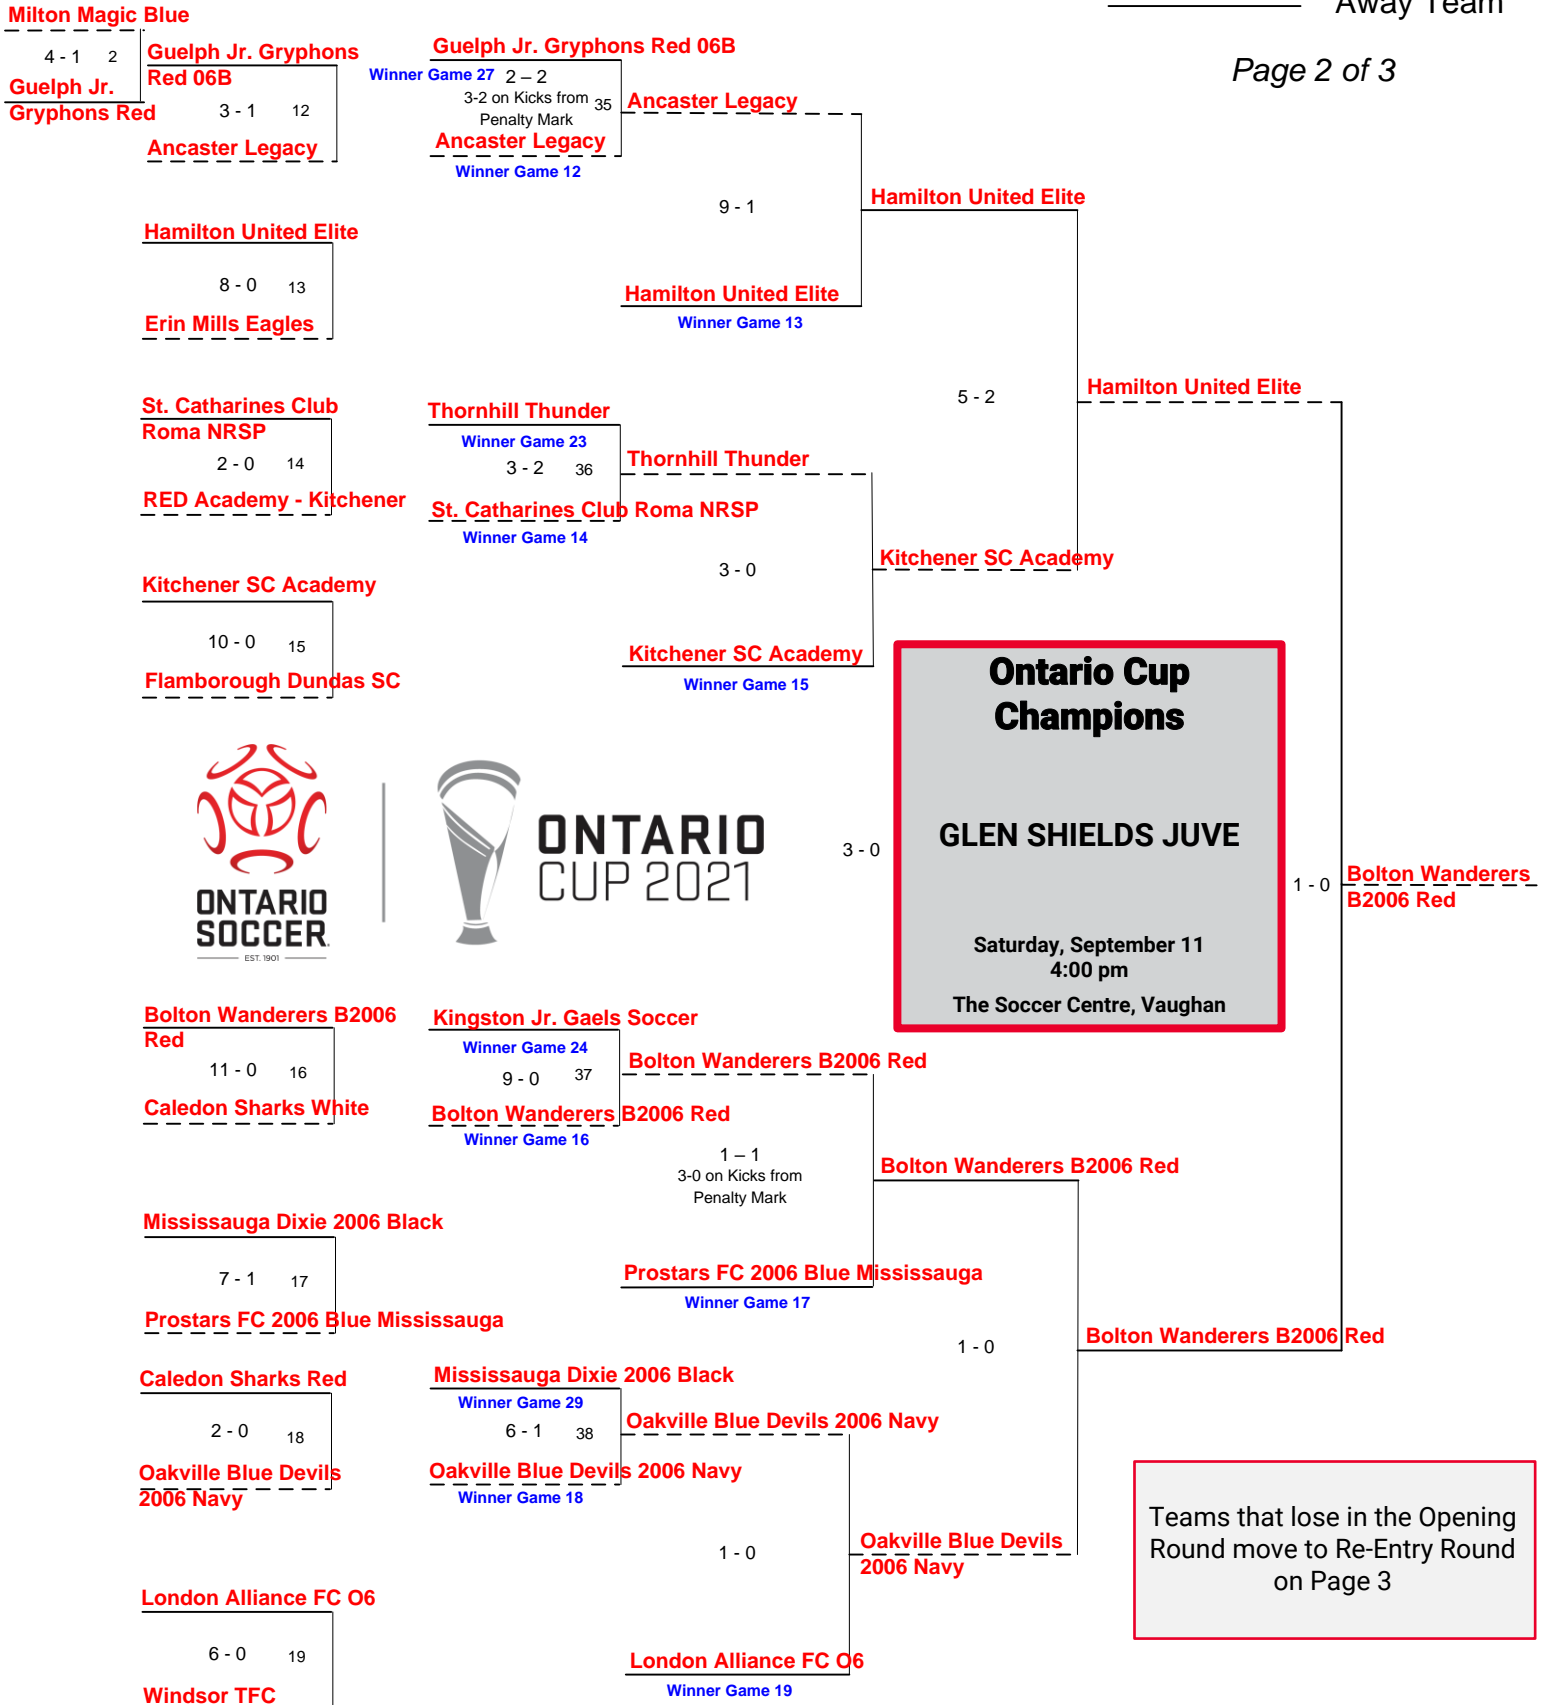 Away Team
Page 2 of 3
Milton Magic Blue
4 - 1 2
Guelph Jr.
Gryphons Red
Guelph Jr. Gryphons
Red 06B
3 - 1 12
Ancaster Legacy
Guelph Jr. Gryphons Red 06B
Winner Game 27
2 – 2
3-2 on Kicks from
Penalty Mark
35
Ancaster Legacy
Winner Game 12
Ancaster Legacy
9 - 1
Hamilton United Elite
Winner Game 13
Hamilton United Elite
Hamilton United Elite
8 - 0 13
Erin Mills Eagles
5 - 2
Hamilton United Elite
St. Catharines Club
Roma NRSP
2 - 0 14
RED Academy - Kitchener
Thornhill Thunder
Winner Game 23
3 - 2 36
St. Catharines Club Roma NRSP
Winner Game 14
Thornhill Thunder
3 - 0
Kitchener SC Academy
Kitchener SC Academy
10 - 0 15
Flamborough Dundas SC
Kitchener SC Academy
Winner Game 15
Ontario Cup
Champions
GLEN SHIELDS JUVE
Saturday, September 11
4:00 pm
The Soccer Centre, Vaughan
3 - 0
1 - 0
Bolton Wanderers
B2006 Red
ONTARIO
SOCCER
EST. 1901
ONTARIO
CUP 2021
Bolton Wanderers B2006
Red
11 - 0 16
Caledon Sharks White
Kingston Jr. Gaels Soccer
Winner Game 24
9 - 0 37
Bolton Wanderers B2006 Red
Winner Game 16
Bolton Wanderers B2006 Red
1 – 1
3-0 on Kicks from
Penalty Mark
Bolton Wanderers B2006 Red
Mississauga Dixie 2006 Black
7 - 1 17
Prostars FC 2006 Blue Mississauga
Prostars FC 2006 Blue Mississauga
Winner Game 17
1 - 0
Bolton Wanderers B2006 Red
Caledon Sharks Red
2 - 0 18
Oakville Blue Devils
2006 Navy
Mississauga Dixie 2006 Black
Winner Game 29
6 - 1 38
Oakville Blue Devils 2006 Navy
Winner Game 18
Oakville Blue Devils 2006 Navy
1 - 0
Oakville Blue Devils
2006 Navy
London Alliance FC O6
6 - 0 19
Windsor TFC
London Alliance FC O6
Winner Game 19
Teams that lose in the Opening
Round move to Re-Entry Round
on Page 3